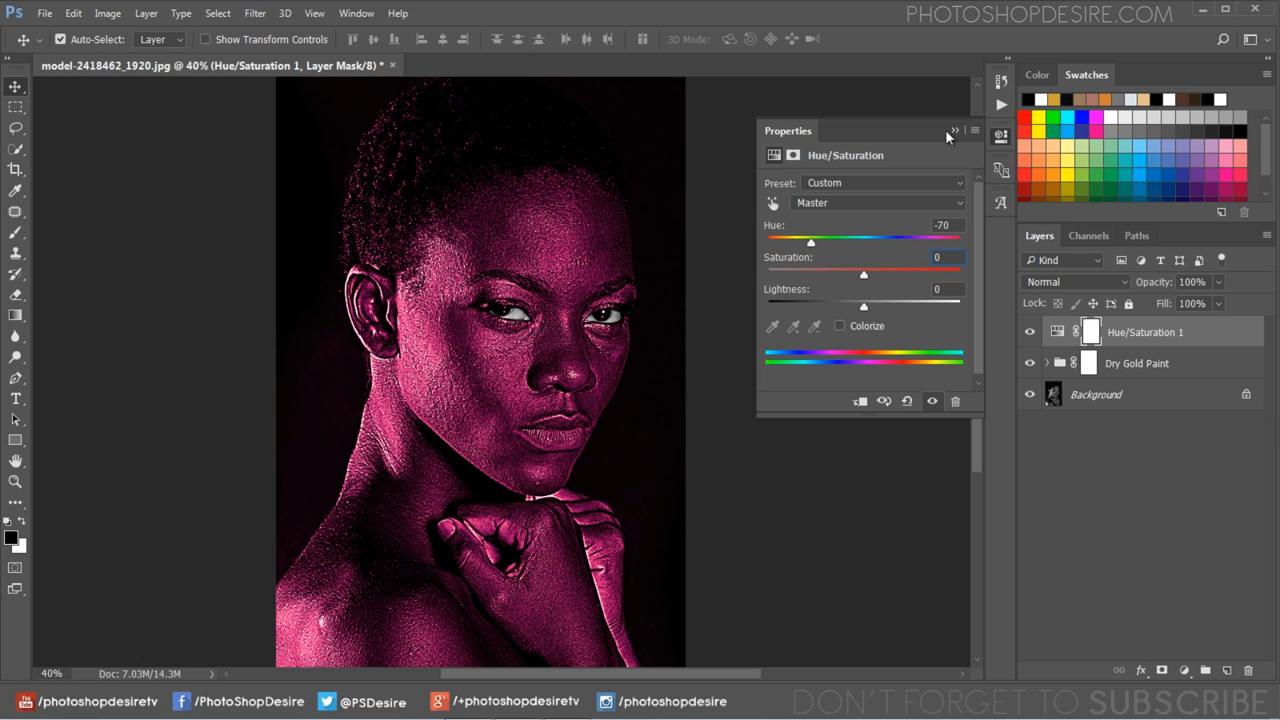 Ps File Edit Image Layer Type Select Filter 3D View Window Help
PHOTOSHOPDESIRE.COM
Auto-Select: Layer Show Transform Controls 3D Mode:
model-2418462_1920.jpg @ 40% (Hue/Saturation 1, Layer Mask/8) *
Color Swatches
Properties
Hue/Saturation
Preset: Custom
Master
Hue: -70
Saturation: 0
Lightness: 0
Colorize
Layers Channels Paths
Kind
Normal Opacity: 100%
Lock: Fill: 100%
Hue/Saturation 1
Dry Gold Paint
Background
40% Doc: 7.03M/14.3M
You Tube /photoshopdesiretv /PhotoShopDesire @PSDesire /+photoshopdesiretv /photoshopdesire
DON'T FORGET TO SUBSCRIBE